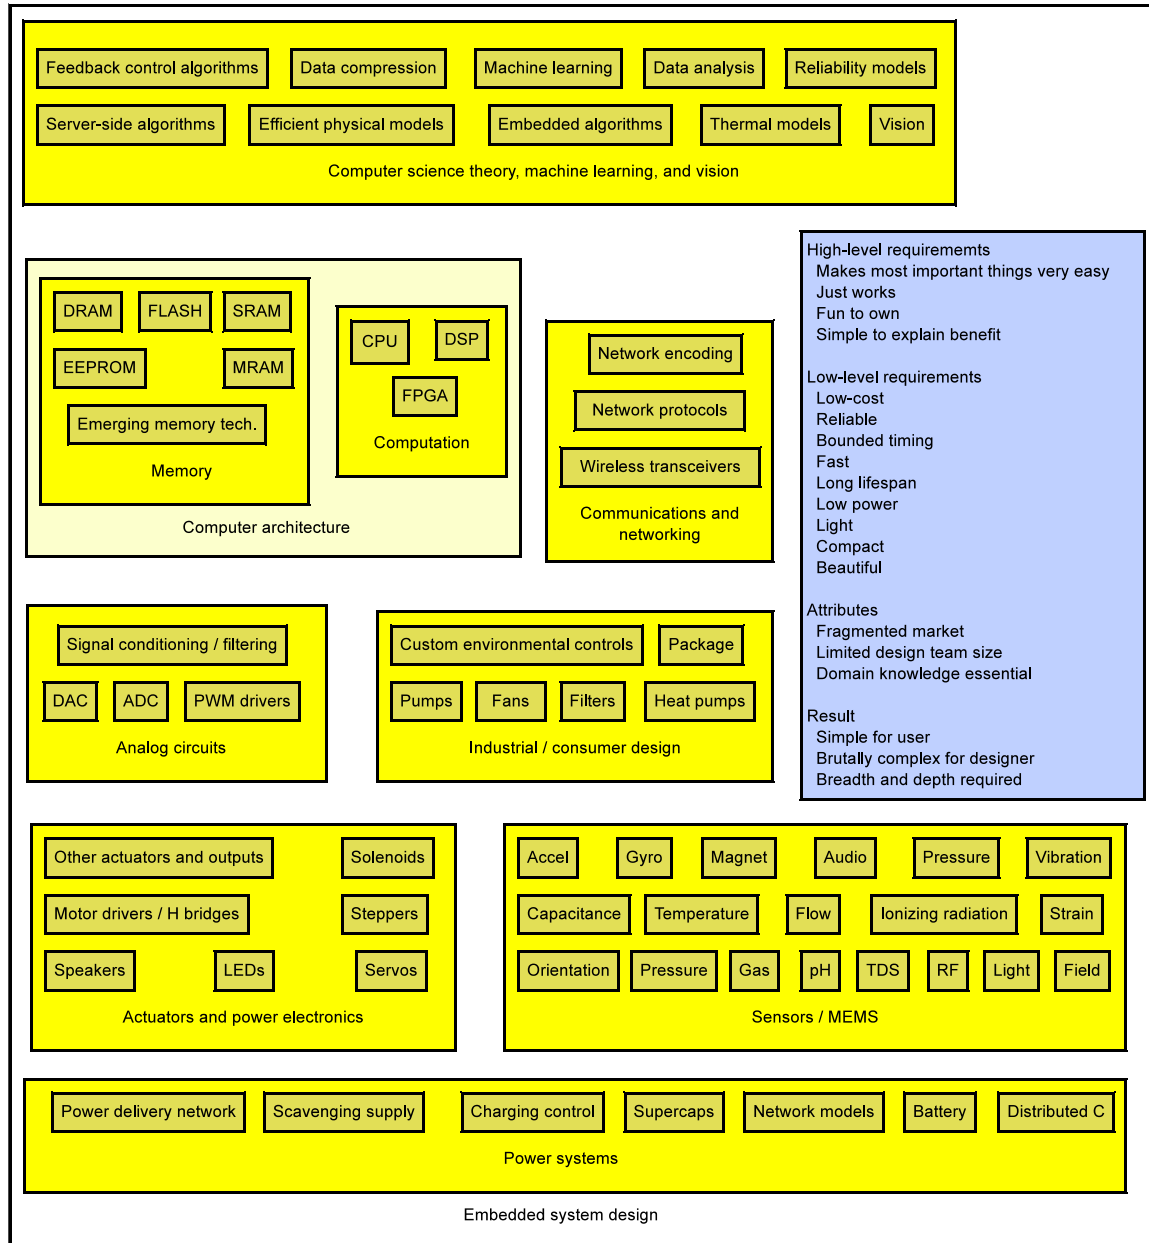 Feedback control algorithms
Data compression
Machine learning
Data analysis
Reliability models
Server-side algorithms
Efficient physical models
Embedded algorithms
Thermal models
Vision
Computer science theory, machine learning, and vision
DRAM
FLASH
SRAM
EEPROM
MRAM
Emerging memory tech.
Memory
CPU
DSP
FPGA
Computation
Computer architecture
Network encoding
Network protocols
Wireless transceivers
Communications and
networking
High-level requirememts
Makes most important things very easy
Just works
Fun to own
Simple to explain benefit
Low-level requirements
Low-cost
Reliable
Bounded timing
Fast
Long lifespan
Low power
Light
Compact
Beautiful
Attributes
Fragmented market
Limited design team size
Domain knowledge essential
Result
Simple for user
Brutally complex for designer
Breadth and depth required
Signal conditioning / filtering
DAC
ADC
PWM drivers
Analog circuits
Custom environmental controls
Package
Pumps
Fans
Filters
Heat pumps
Industrial / consumer design
Other actuators and outputs
Solenoids
Motor drivers / H bridges
Steppers
Speakers
LEDs
Servos
Actuators and power electronics
Accel
Gyro
Magnet
Audio
Pressure
Vibration
Capacitance
Temperature
Flow
Ionizing radiation
Strain
Orientation
Pressure
Gas
pH
TDS
RF
Light
Field
Sensors / MEMS
Power delivery network
Scavenging supply
Charging control
Supercaps
Network models
Battery
Distributed C
Power systems
Embedded system design